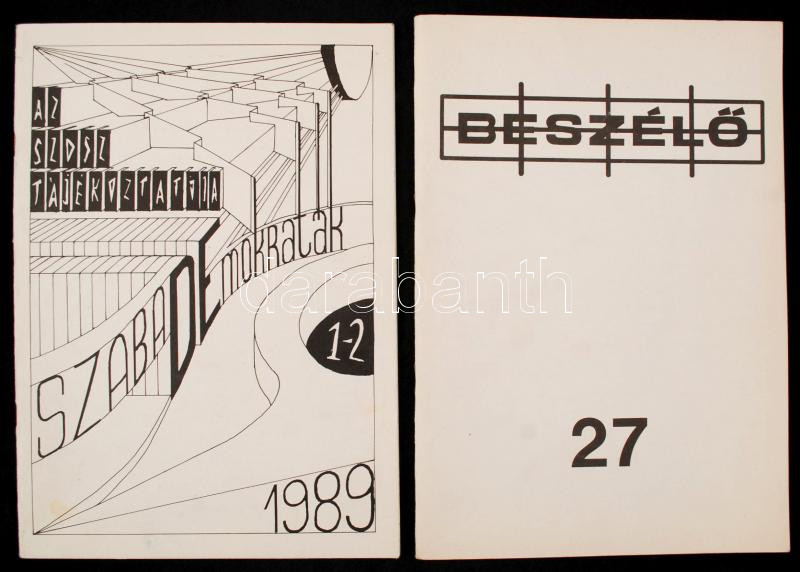 AZ
SZDSZ
TÁJÉKOZTATÓJA
SZABADEmokraták
1-2
1989
BESZÉLŐ
27
darabanth